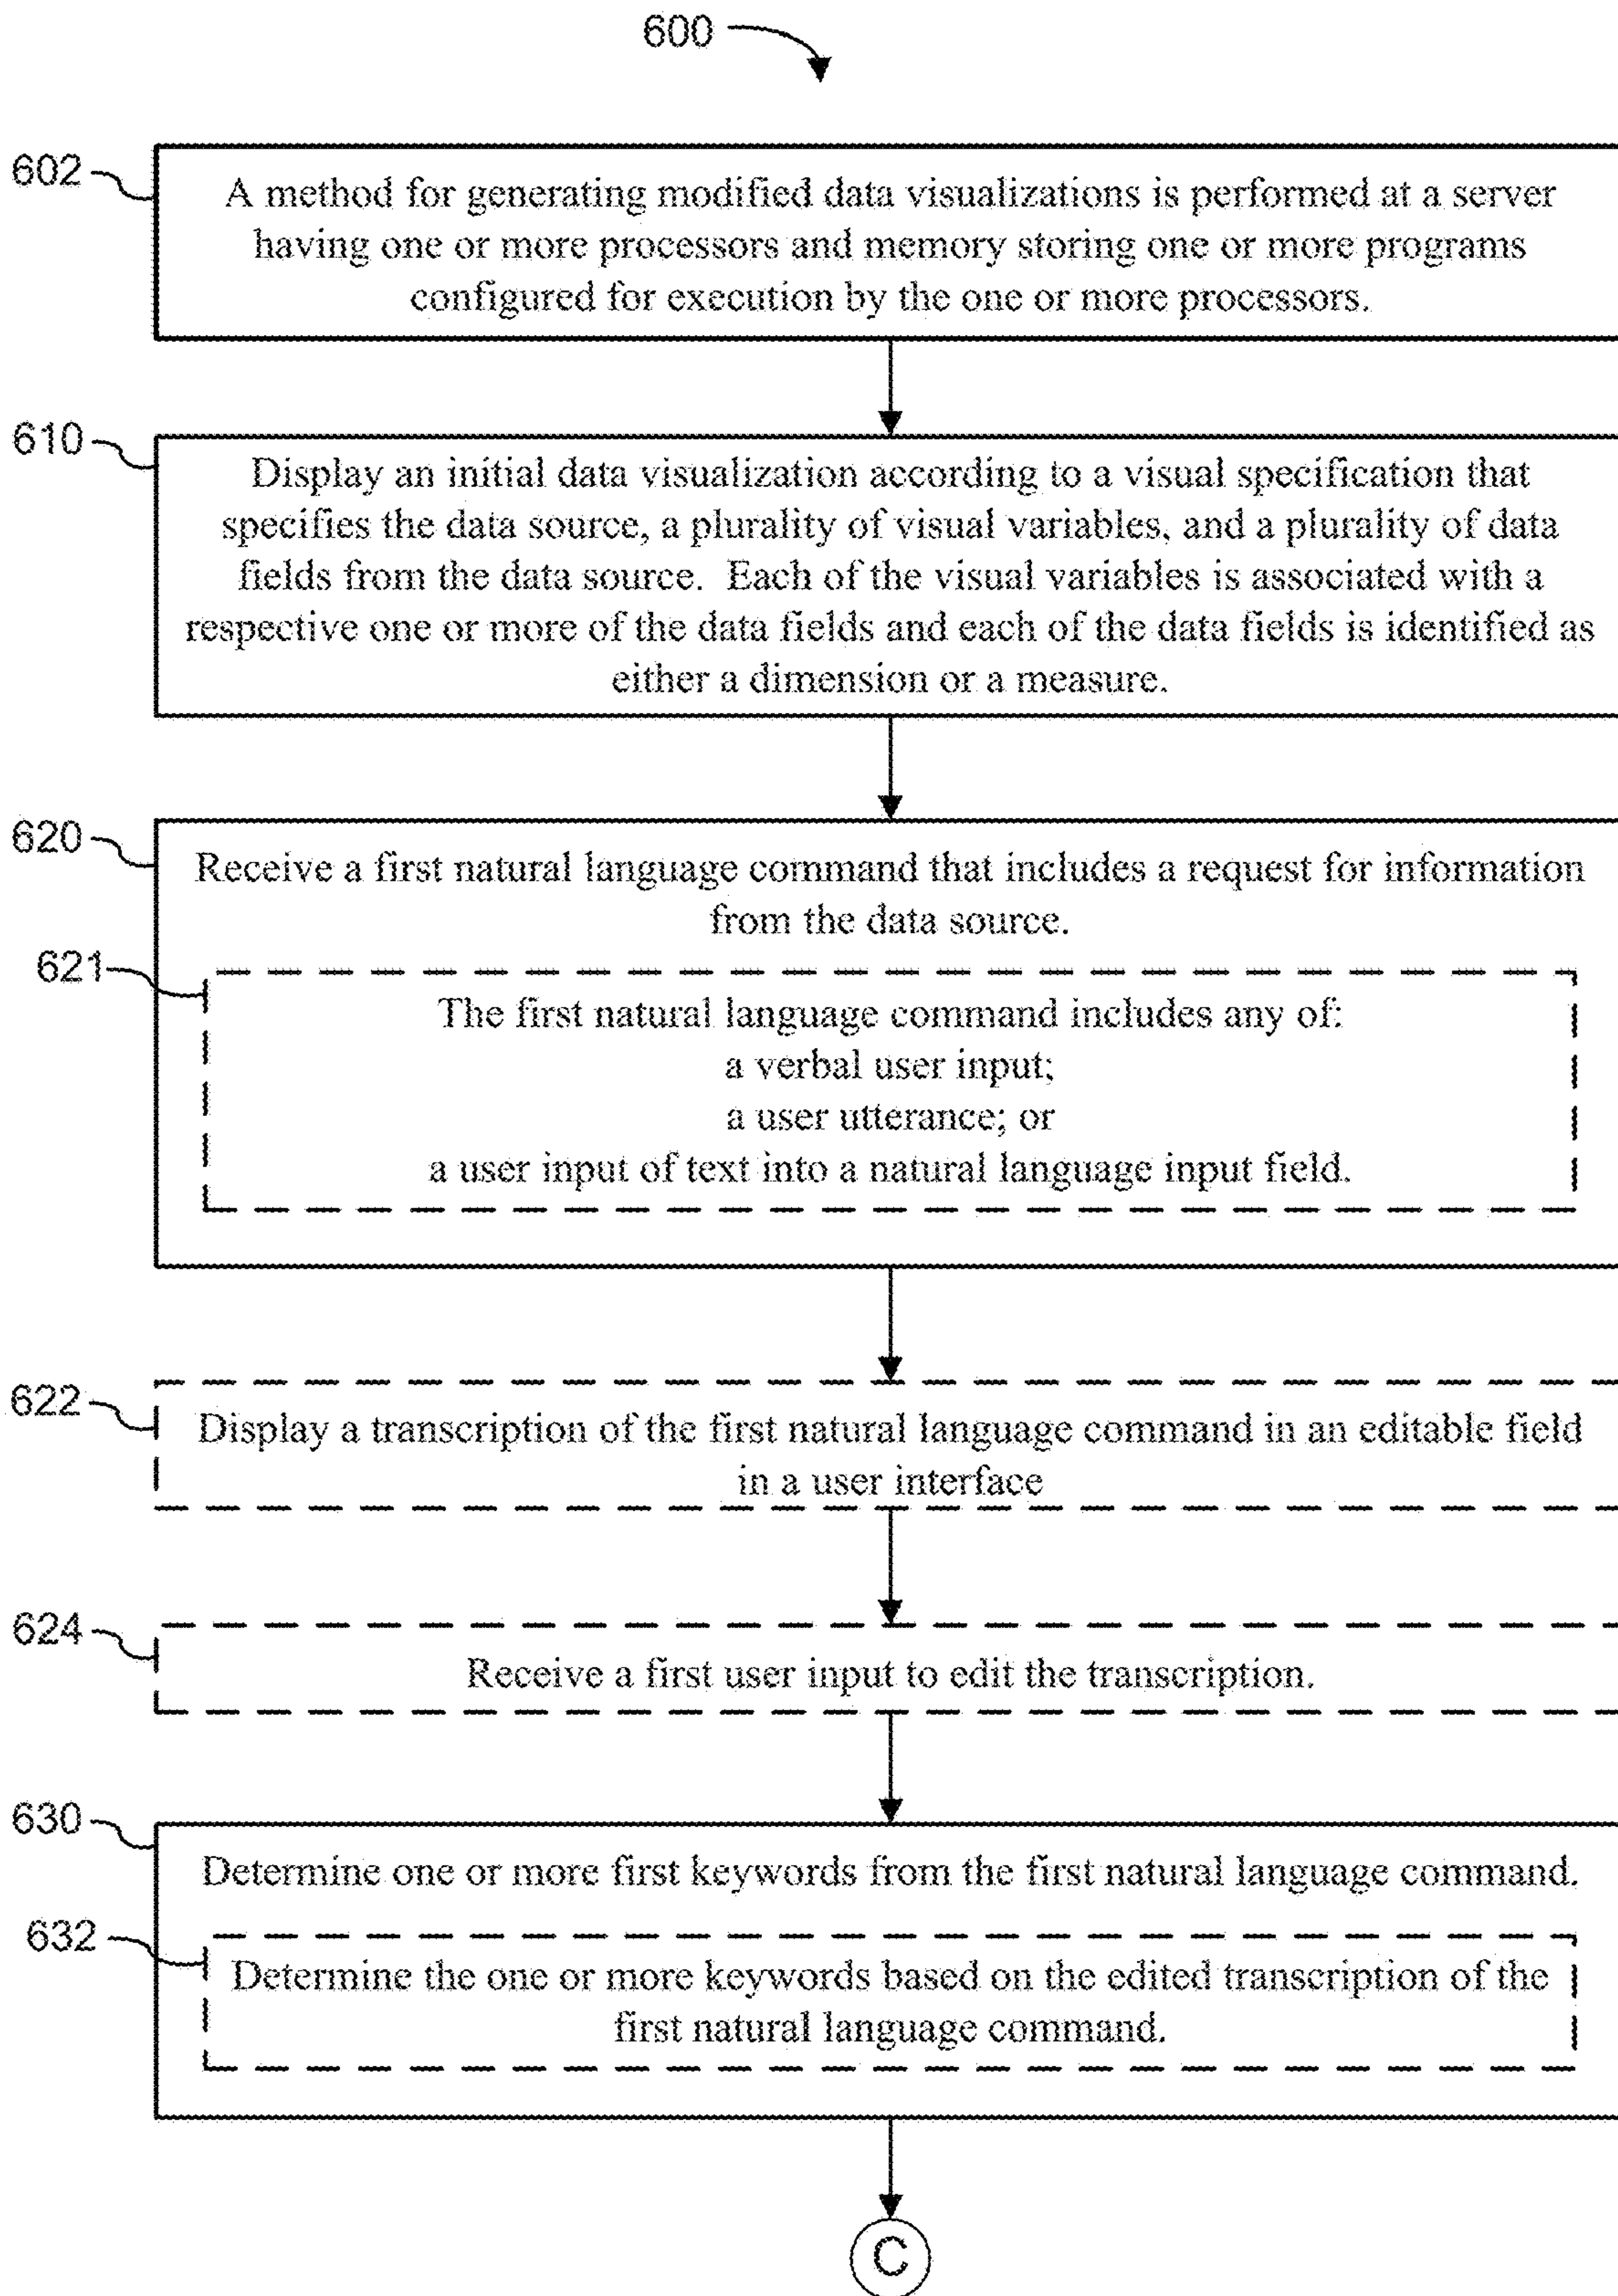 600
602
A method for generating modified data visualizations is performed at a server
having one or more processors and memory storing one or more programs
configured for execution by the one or more processors.
610
Display an initial data visualization according to a visual specification that
specifies the data source, a plurality of visual variables, and a plurality of data
fields from the data source.  Each of the visual variables is associated with a
respective one or more of the data fields and each of the data fields is identified as
either a dimension or a measure.
620
Receive a first natural language command that includes a request for information
from the data source.
621
The first natural language command includes any of:
a verbal user input;
a user utterance; or
a user input of text into a natural language input field.
622
Display a transcription of the first natural language command in an editable field
in a user interface
624
Receive a first user input to edit the transcription.
630
Determine one or more first keywords from the first natural language command.
632
Determine the one or more keywords based on the edited transcription of the
first natural language command.
C